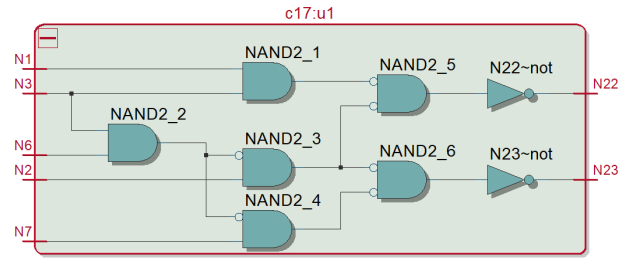 c17:u1
N1
NAND2_1
NAND2_5
N22~not
N3
N22
NAND2_2
NAND2_3
NAND2_6
N23~not
N6
N2
N23
NAND2_4
N7